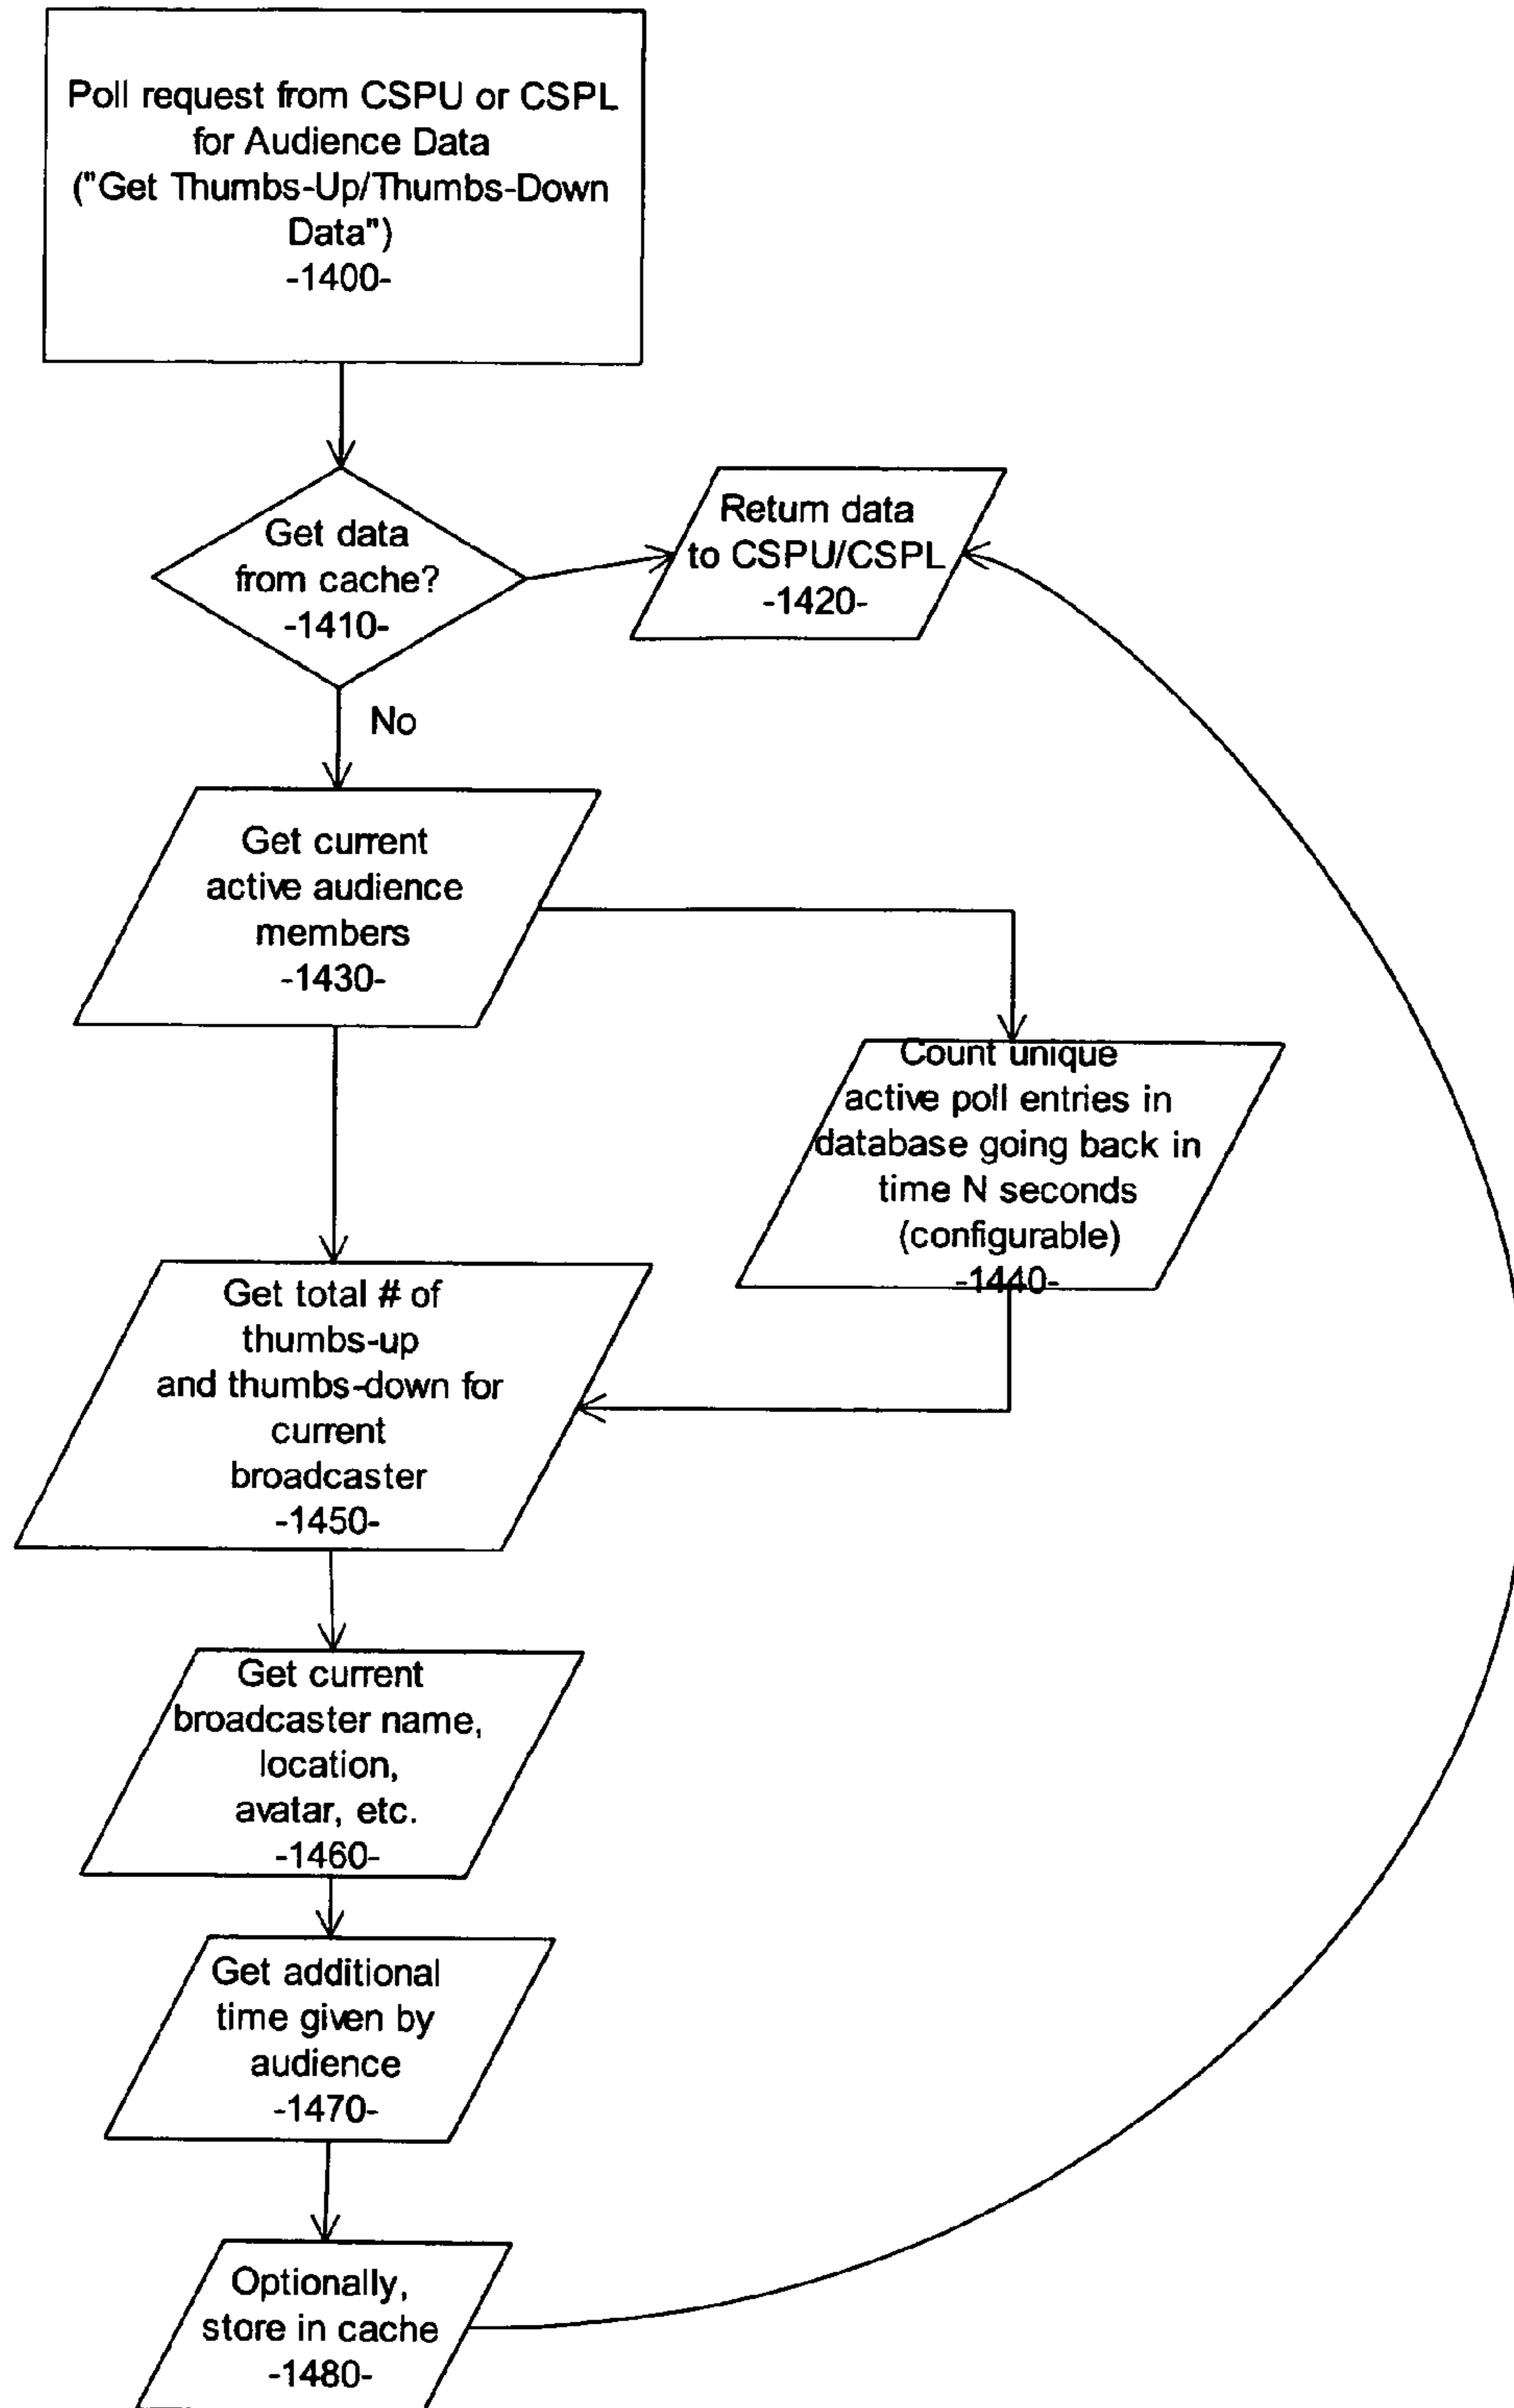 Poll request from CSPU or CSPL
for Audience Data
("Get Thumbs-Up/Thumbs-Down
Data")
-1400-
Get data
from cache?
-1410-
Return data
to CSPU/CSPL
-1420-
No
Get current
active audience
members
-1430-
Count unique
active poll entries in
database going back in
time N seconds
(configurable)
-1440-
Get total # of
thumbs-up
and thumbs-down for
current
broadcaster
-1450-
Get current
broadcaster name,
location,
avatar, etc.
-1460-
Get additional
time given by
audience
-1470-
Optionally,
store in cache
-1480-